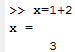 >> x=1+2
x =
3